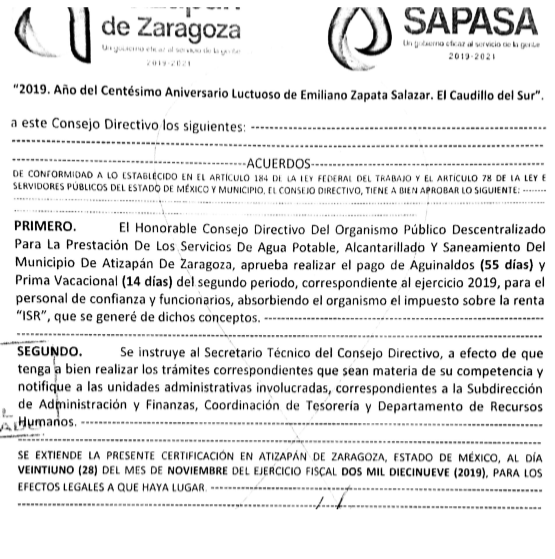 de Zaragoza
SAPASA
Un gobierno eficaz al servicio de la gente
Un gobierno eficaz al servicio de la gente
2019-2021
2019-2021
"2019. Año del Centésimo Aniversario Luctuoso de Emiliano Zapata Salazar. El Caudillo del Sur".
a este Consejo Directivo los siguientes:
ACUERDOS
DE CONFORMIDAD A LO ESTABLECIDO EN EL ARTICULO 184 DE LA LEY FEDERAL DEL TRABAJO Y EL ARTICULO 78 DE LA LEY
SERVIDORES PÚBLICOS DEL ESTADO DE MÉXICO Y MUNICIPIO, EL CONSEJO DIRECTIVO, TIENE A BIEN APROBAR LO SIGUIENTE:
PRIMERO. El Honorable Consejo Directivo Del Organismo Público Descentralizado
Para La Prestación De Los Servicios De Agua Potable, Alcantarillado Y Saneamiento Del
Municipio De Atizapán De Zaragoza, aprueba realizar el pago de Aguinaldos (55 días) y
Prima Vacacional (14 días) del segundo periodo, correspondiente al ejercicio 2019, para el
personal de confianza y funcionarios, absorbiendo el organismo el impuesto sobre la renta
"ISR", que se generé de dichos conceptos.
SEGUNDO. Se instruye al Secretario Técnico del Consejo Directivo, a efecto de que
tenga a bien realizar los trámites correspondientes que sean materia de su competencia y
notifique a las unidades administrativas involucradas, correspondientes a la Subdirección
de Administración y Finanzas, Coordinación de Tesorería y Departamento de Recursos
Humanos.
SE EXTIENDE LA PRESENTE CERTIFICACIÓN EN ATIZAPÁN DE ZARAGOZA, ESTADO DE MÉXICO, AL DÍA
VEINTIUNO (28) DEL MES DE NOVIEMBRE DEL EJERCICIO FISCAL DOS MIL DIECINUEVE (2019), PARA LOS
EFECTOS LEGALES A QUE HAYA LUGAR.